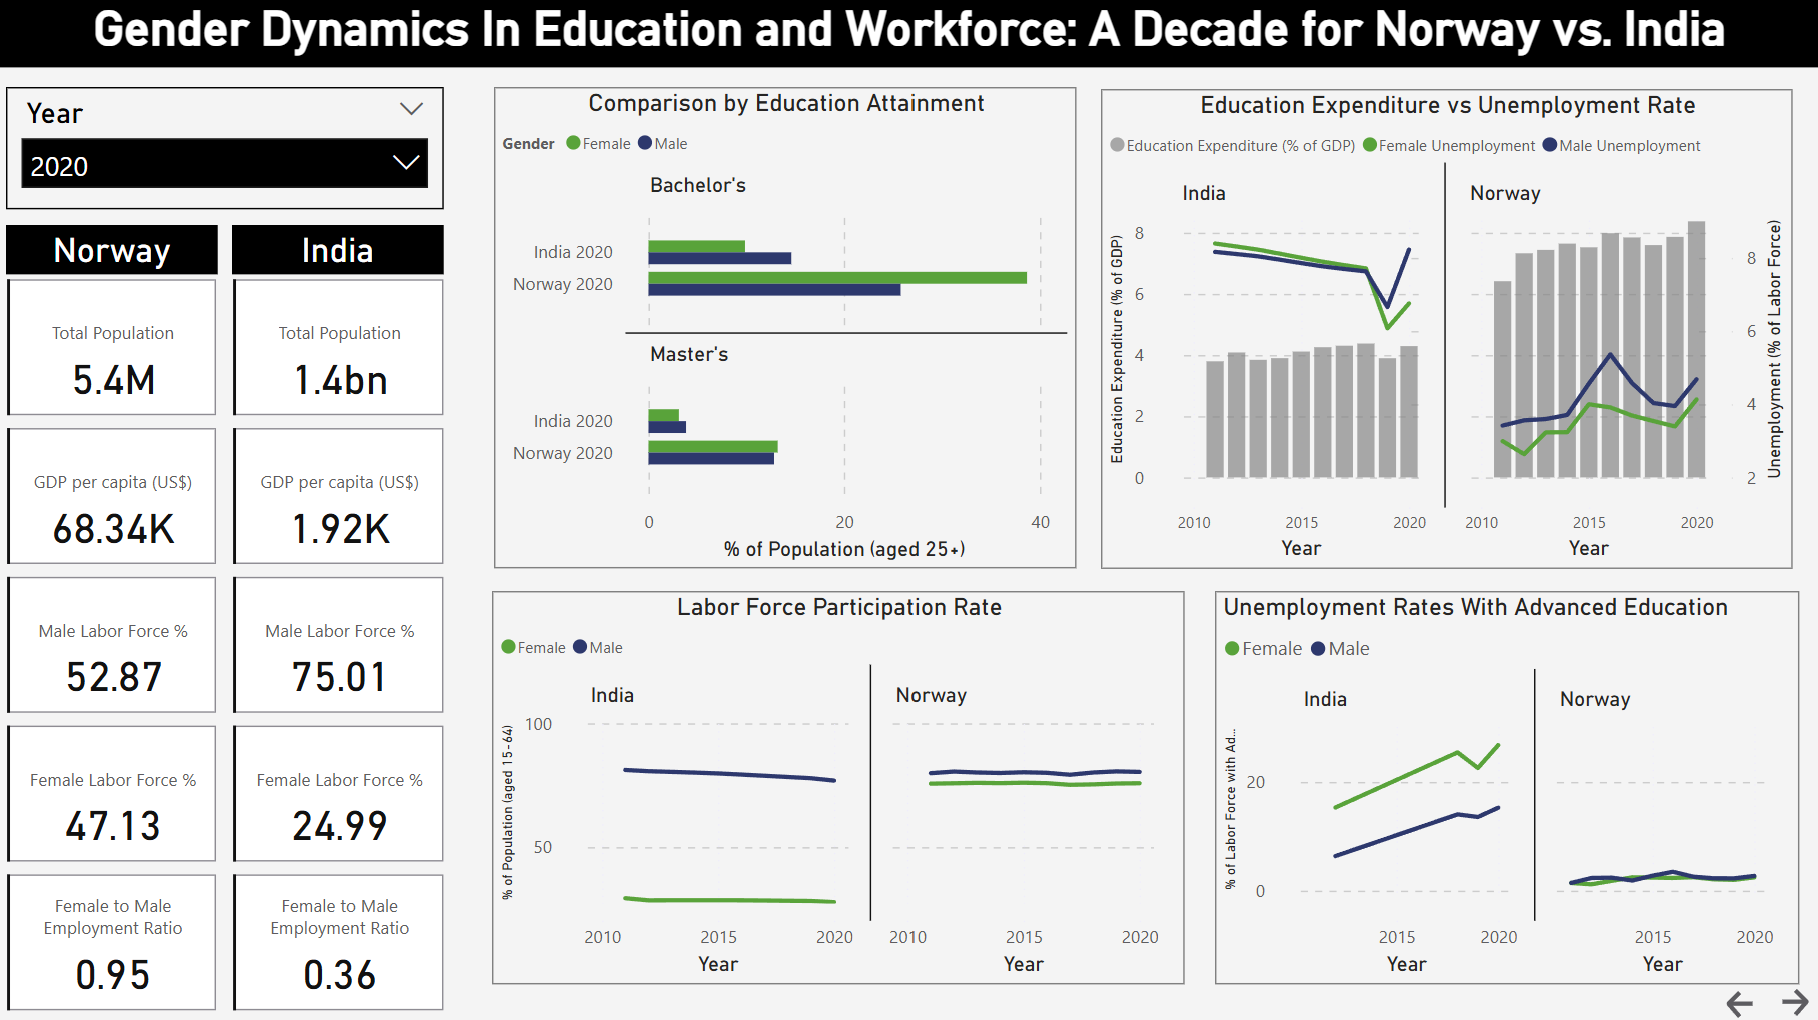 Gender Dynamics In Education and Workforce: A Decade for Norway vs. India
Year
2020
Norway
India
Total Population
5.4M
Total Population
1.4bn
GDP per capita (US$)
68.34K
GDP per capita (US$)
1.92K
Male Labor Force %
52.87
Male Labor Force %
75.01
Female Labor Force %
47.13
Female Labor Force %
24.99
Female to Male
Employment Ratio
0.95
Female to Male
Employment Ratio
0.36
Comparison by Education Attainment
Gender Female Male
Bachelor's
India 2020
Norway 2020
Master's
India 2020
Norway 2020
0 20 40
% of Population (aged 25+)
Education Expenditure vs Unemployment Rate
Education Expenditure (% of GDP) Female Unemployment Male Unemployment
India
Norway
Education Expenditure (% of GDP)
8
6
4
2
0
8
6
4
2
Unemployment (% of Labor Force)
2010 2015 2020
2010 2015 2020
Year
Year
Labor Force Participation Rate
Female Male
India
Norway
% of Population (aged 15-64)
100
50
2010 2015 2020
2010 2015 2020
Year
Year
Unemployment Rates With Advanced Education
Female Male
India
Norway
% of Labor Force with Ad...
20
0
2015 2020
2015 2020
Year
Year